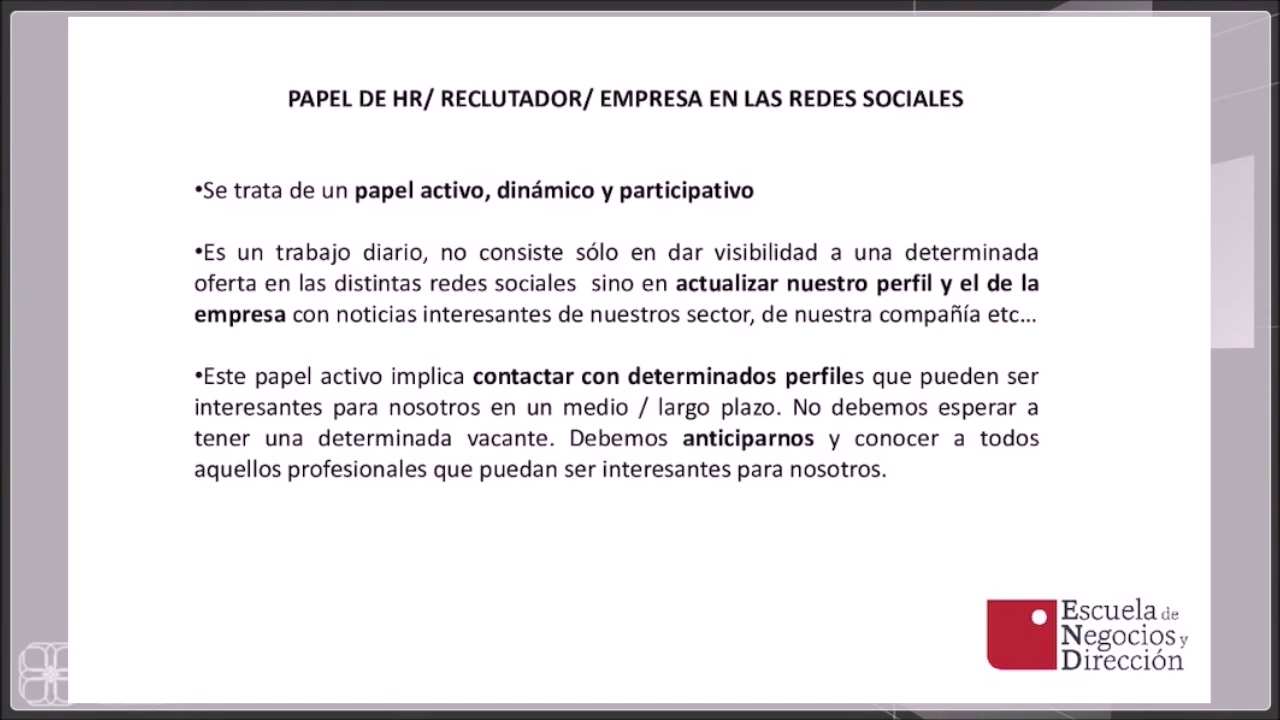 PAPEL DE HR/ RECLUTADOR/ EMPRESA EN LAS REDES SOCIALES
•Se trata de un papel activo, dinámico y participativo
•Es un trabajo diario, no consiste sólo en dar visibilidad a una determinada
oferta en las distintas redes sociales sino en actualizar nuestro perfil y el de la
empresa con noticias interesantes de nuestros sector, de nuestra compañía etc...
•Este papel activo implica contactar con determinados perfiles que pueden ser
interesantes para nosotros en un medio / largo plazo. No debemos esperar a
tener una determinada vacante. Debemos anticiparnos y conocer a todos
aquellos profesionales que puedan ser interesantes para nosotros.
Escuela de
Negocios y
Dirección